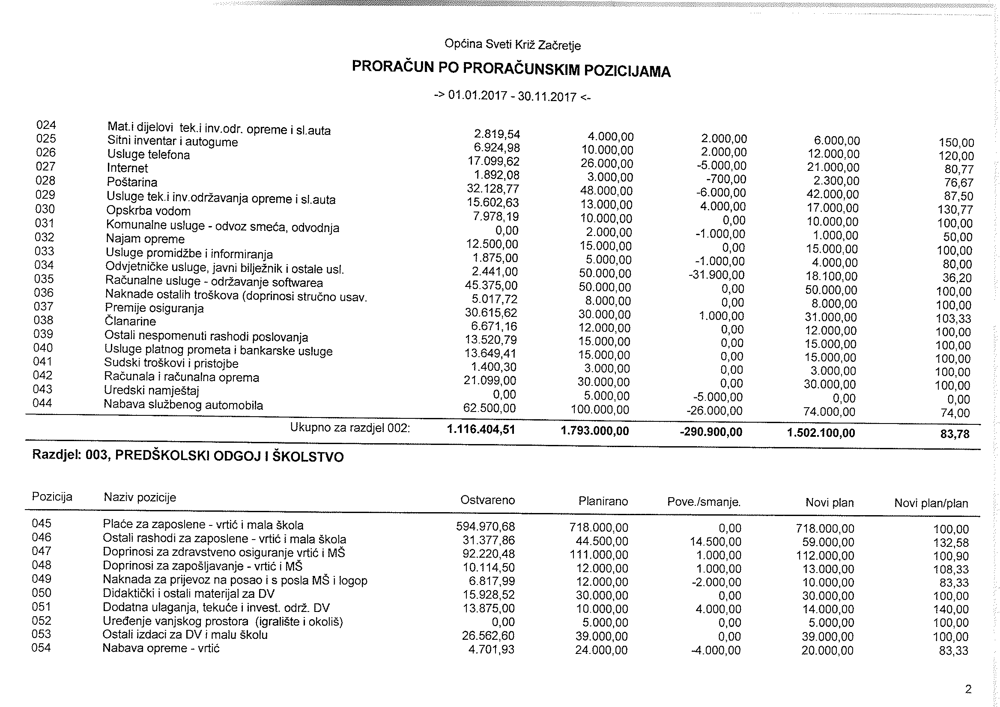 Općina Sveti Križ Začretje
PRORAČUN PO PRORAČUNSKIM POZICIJAMA
-> 01.01.2017 - 30.11.2017 <-
024 Mat.i dijelovi tek.i inv.odr. opreme i sl.auta 2.819,54 4.000,00 2.000,00 6.000,00 150,00
025 Sitni inventar i autogume 6.924,98 10.000,00 2.000,00 12.000,00 120,00
026 Usluge telefona 17.099,62 26.000,00 -5.000,00 21.000,00 80,77
027 Internet 1.892,08 3.000,00 -700,00 2.300,00 76,67
028 Poštarina 32.128,77 48.000,00 -6.000,00 42.000,00 87,50
029 Usluge tek.i inv.održavanja opreme i sl.auta 15.602,63 13.000,00 4.000,00 17.000,00 130,77
030 Opskrba vodom 7.978,19 10.000,00 0,00 10.000,00 100,00
031 Komunalne usluge - odvoz smeća, odvodnja 0,00 2.000,00 -1.000,00 1.000,00 50,00
032 Najam opreme 12.500,00 15.000,00 0,00 15.000,00 100,00
033 Usluge promidžbe i informiranja 1.875,00 5.000,00 -1.000,00 4.000,00 80,00
034 Odvjetničke usluge, javni bilježnik i ostale usl. 2.441,00 50.000,00 -31.900,00 18.100,00 36,20
035 Računalne usluge - održavanje softwarea 45.375,00 50.000,00 0,00 50.000,00 100,00
036 Naknade ostalih troškova (doprinosi stručno usav. 5.017,72 8.000,00 0,00 8.000,00 100,00
037 Premije osiguranja 30.615,62 30.000,00 1.000,00 31.000,00 103,33
038 Članarine 6.671,16 12.000,00 0,00 12.000,00 100,00
039 Ostali nespomenuti rashodi poslovanja 13.520,79 15.000,00 0,00 15.000,00 100,00
040 Usluge platnog prometa i bankarske usluge 13.649,41 15.000,00 0,00 15.000,00 100,00
041 Sudski troškovi i pristojbe 1.400,30 3.000,00 0,00 3.000,00 100,00
042 Računala i računalna oprema 21.099,00 30.000,00 0,00 30.000,00 100,00
043 Uredski namještaj 0,00 5.000,00 -5.000,00 0,00 0,00
044 Nabava službenog automobila 62.500,00 100.000,00 -26.000,00 74.000,00 74,00
Ukupno za razdjel 002: 1.116.404,51 1.793.000,00 -290.900,00 1.502.100,00 83,78
Razdjel: 003, PREDŠKOLSKI ODGOJ I ŠKOLSTVO
Pozicija Naziv pozicije Ostvareno Planirano Pove./smanje. Novi plan Novi plan/plan
045 Plaće za zaposlene - vrtić i mala škola 594.970,68 718.000,00 0,00 718.000,00 100,00
046 Ostali rashodi za zaposlene - vrtić i mala škola 31.377,86 44.500,00 14.500,00 59.000,00 132,58
047 Doprinosi za zdravstveno osiguranje vrtić i MŠ 92.220,48 111.000,00 1.000,00 112.000,00 100,90
048 Doprinosi za zapošljavanje - vrtić i MŠ 10.114,50 12.000,00 1.000,00 13.000,00 108,33
049 Naknada za prijevoz na posao i s posla MŠ i logop 6.817,99 12.000,00 -2.000,00 10.000,00 83,33
050 Didaktički i ostali materijal za DV 15.928,52 30.000,00 0,00 30.000,00 100,00
051 Dodatna ulaganja, tekuće i invest. održ. DV 13.875,00 10.000,00 4.000,00 14.000,00 140,00
052 Uređenje vanjskog prostora (igralište i okoliš) 0,00 5.000,00 0,00 5.000,00 100,00
053 Ostali izdaci za DV i malu školu 26.562,60 39.000,00 0,00 39.000,00 100,00
054 Nabava opreme - vrtić 4.701,93 24.000,00 -4.000,00 20.000,00 83,33
2